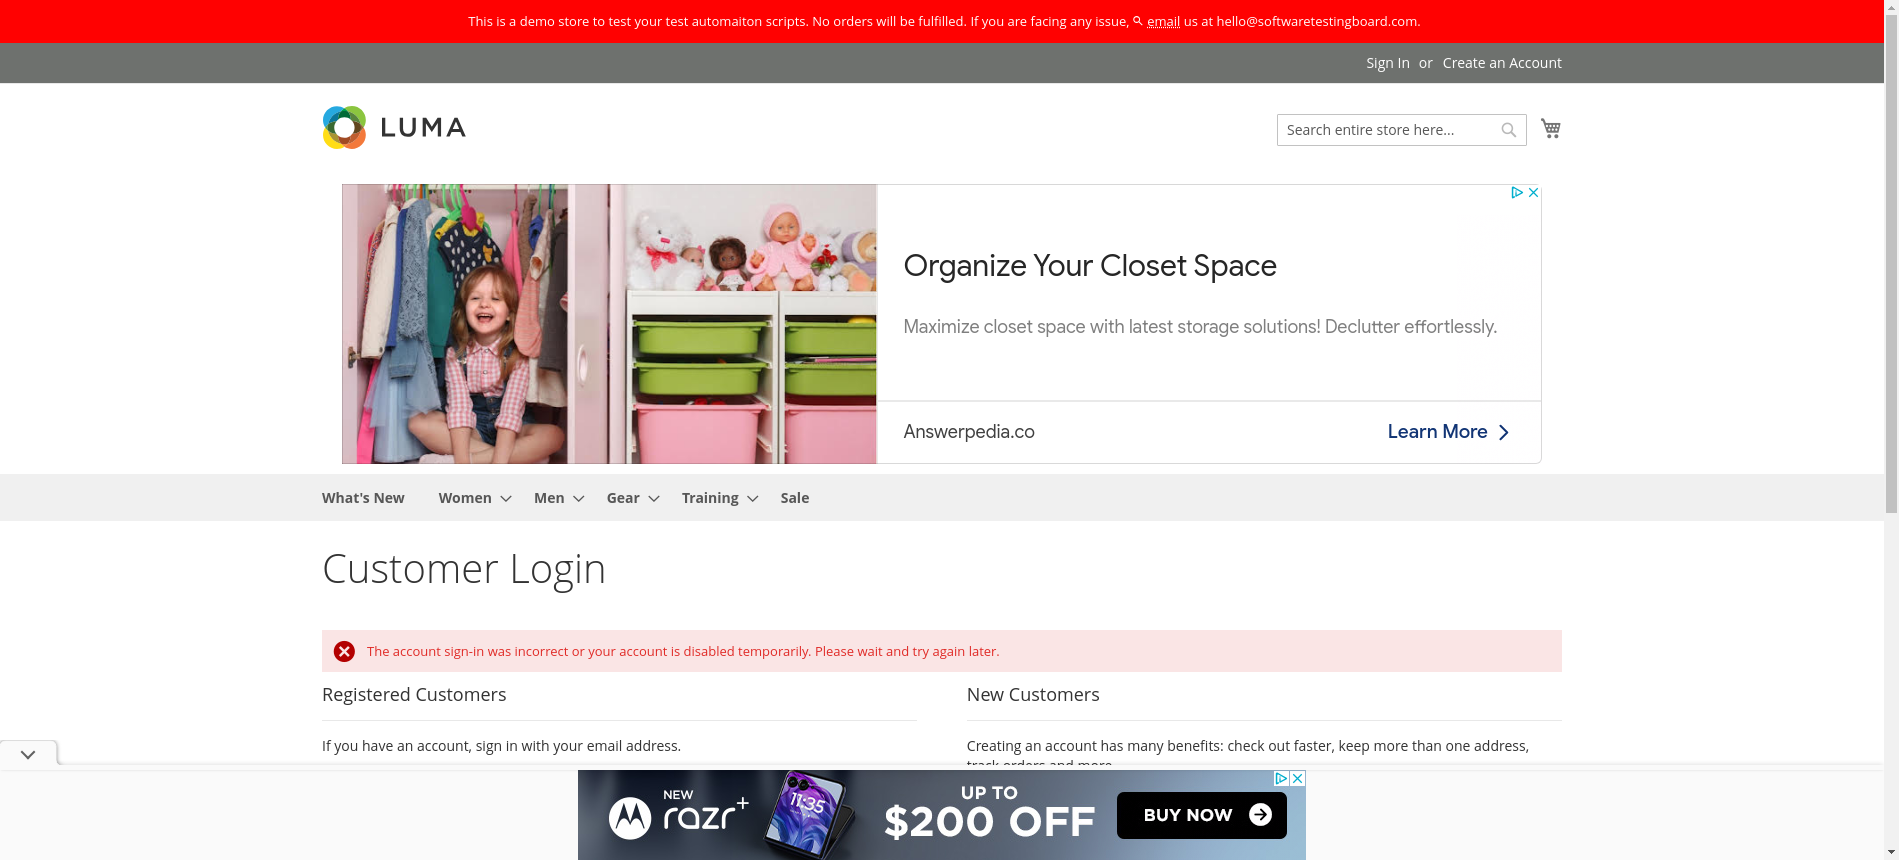 This is a demo store to test your test automaiton scripts. No orders will be fulfilled. If you are facing any issue, email us at hello@softwaretestingboard.com.
Sign In or Create an Account
LUMA
Search entire store here...
Organize Your Closet Space
Maximize closet space with latest storage solutions! Declutter effortlessly.
Answerpedia.co
Learn More
What's New Women Men Gear Training Sale
Customer Login
The account sign-in was incorrect or your account is disabled temporarily. Please wait and try again later.
Registered Customers
If you have an account, sign in with your email address.
New Customers
Creating an account has many benefits: check out faster, keep more than one address,
track orders and more.
NEW
razr+
11:35
UP TO
$200 OFF
BUY NOW